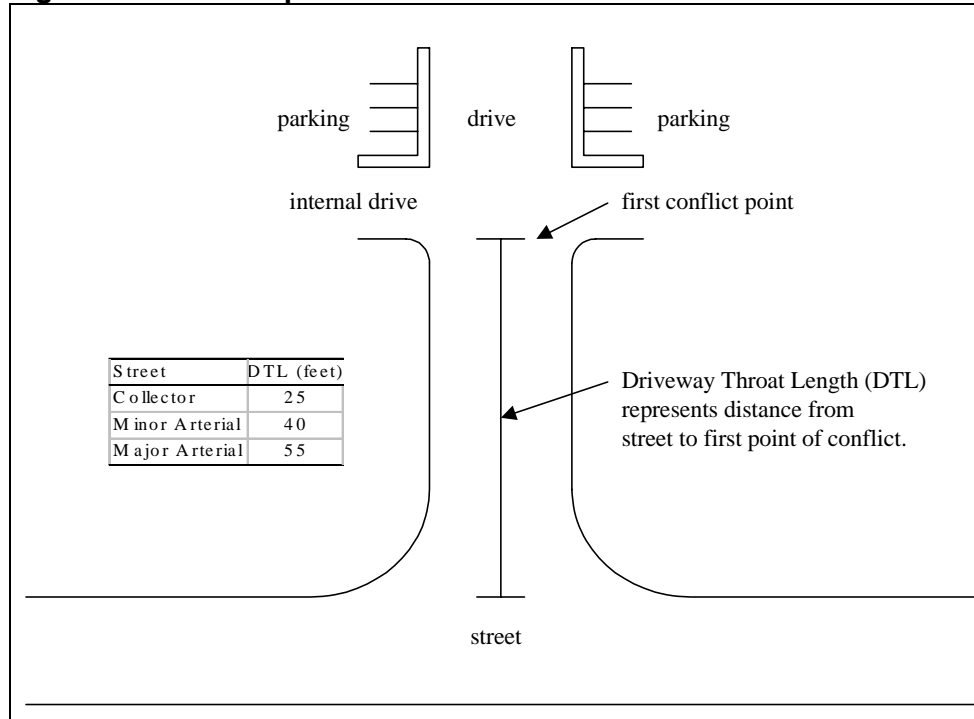 parking drive parking
internal drive first conflict point
Street DTL (feet)
Collector 25
Minor Arterial 40
Major Arterial 55
Driveway Throat Length (DTL)
represents distance from
street to first point of conflict.
street